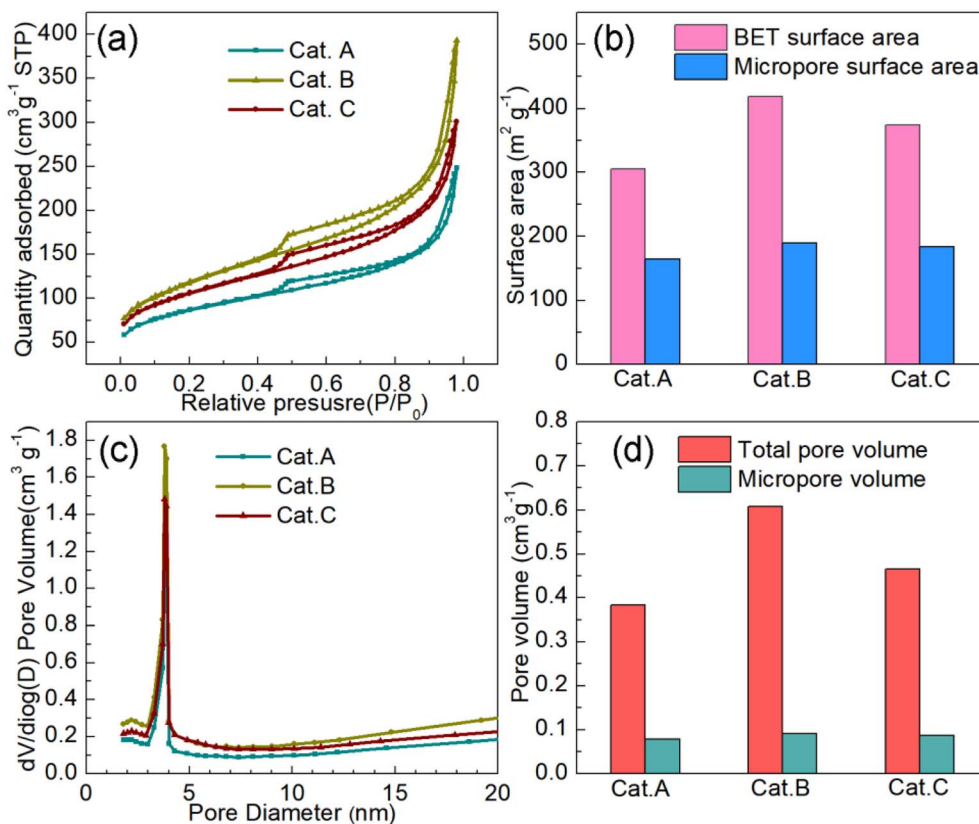 (a)
Cat. A
Cat. B
Cat. C
Quantity adsorbed (cm³g⁻¹ STP)
400
350
300
250
200
150
100
50
0.0 0.2 0.4 0.6 0.8 1.0
Relative presusre(P/P₀)
(b)
BET surface area
Micropore surface area
Surface area (m² g⁻¹)
500
400
300
200
100
0
Cat.A Cat.B Cat.C
(c)
Cat.A
Cat.B
Cat.C
dV/diog(D) Pore Volume(cm³ g⁻¹)
1.8
1.6
1.4
1.2
1.0
0.8
0.6
0.4
0.2
0.0
0 5 10 15 20
Pore Diameter (nm)
(d)
Total pore volume
Micropore volume
Pore volume (cm³g⁻¹)
0.8
0.7
0.6
0.5
0.4
0.3
0.2
0.1
0.0
Cat.A Cat.B Cat.C